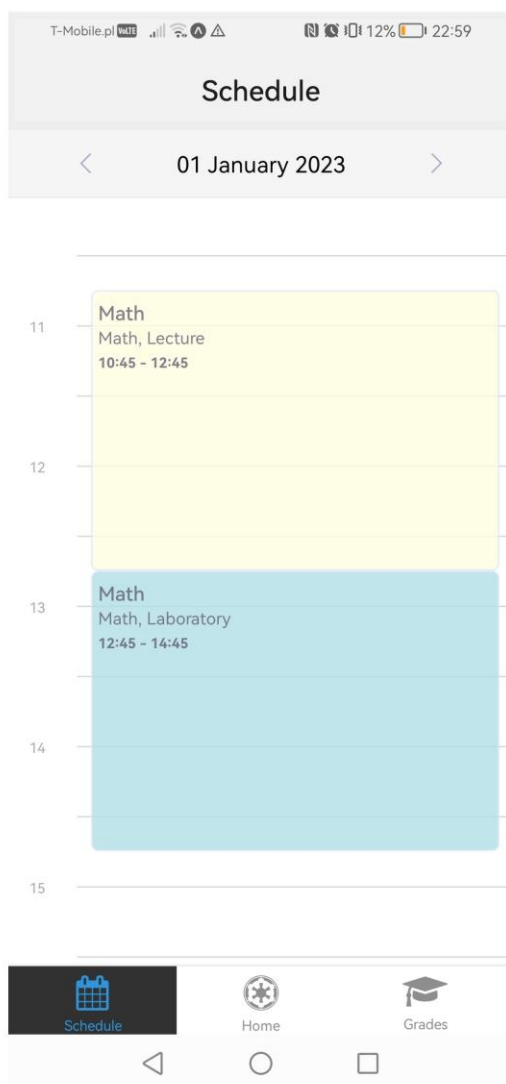 T-Mobile.pl VoLTE 12% 22:59
Schedule
01 January 2023
11
Math
Math, Lecture
10:45 - 12:45
12
13
Math
Math, Laboratory
12:45 - 14:45
14
15
Schedule Home Grades